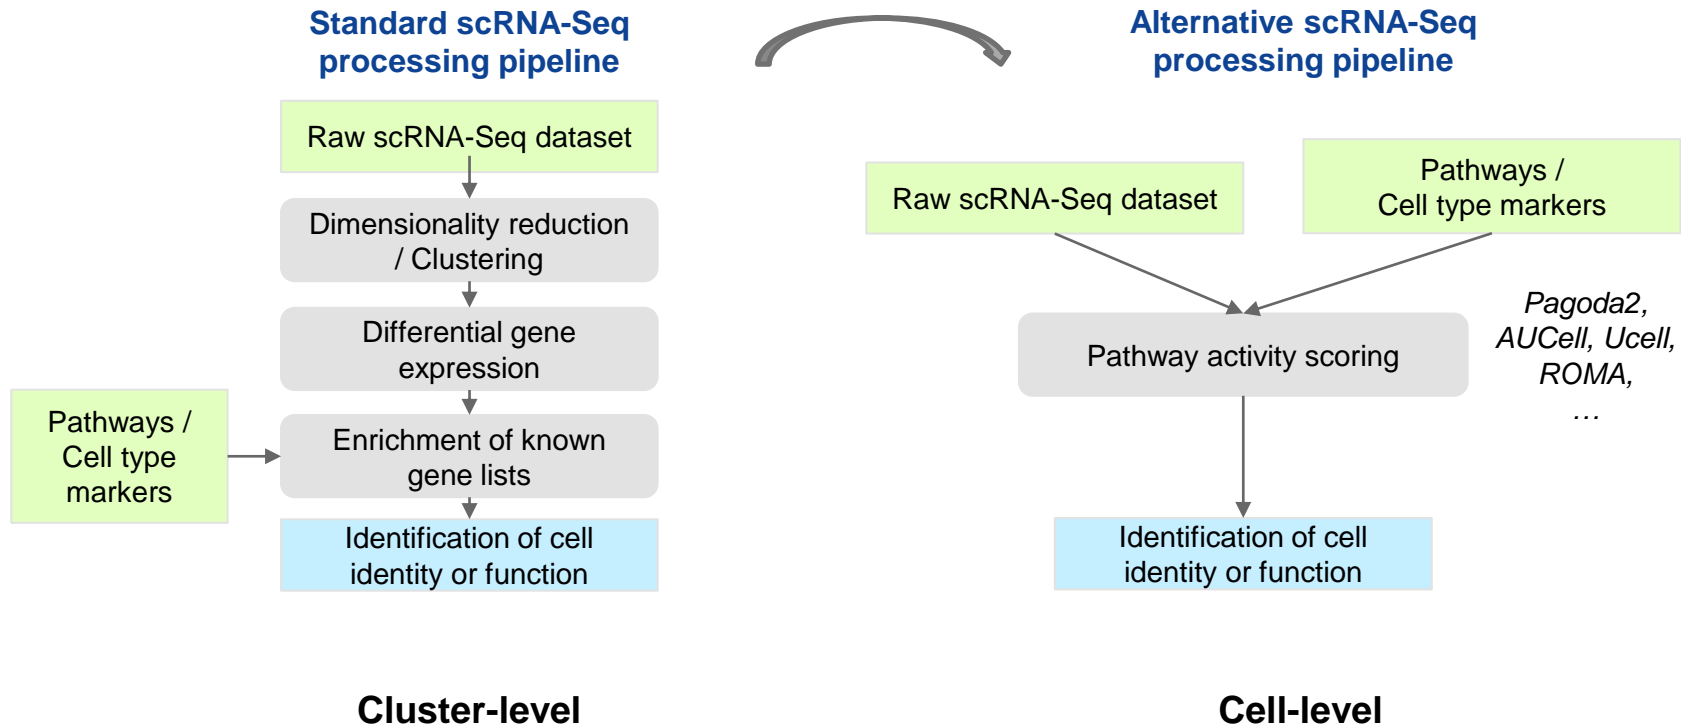 Standard scRNA-Seq
processing pipeline
Raw scRNA-Seq dataset
Dimensionality reduction
/ Clustering
Differential gene
expression
Pathways /
Cell type
markers
Enrichment of known
gene lists
Identification of cell
identity or function
Cluster-level
Alternative scRNA-Seq
processing pipeline
Raw scRNA-Seq dataset
Pathways /
Cell type markers
Pathway activity scoring
Pagoda2,
AUCell, Ucell,
ROMA,
…
Identification of cell
identity or function
Cell-level